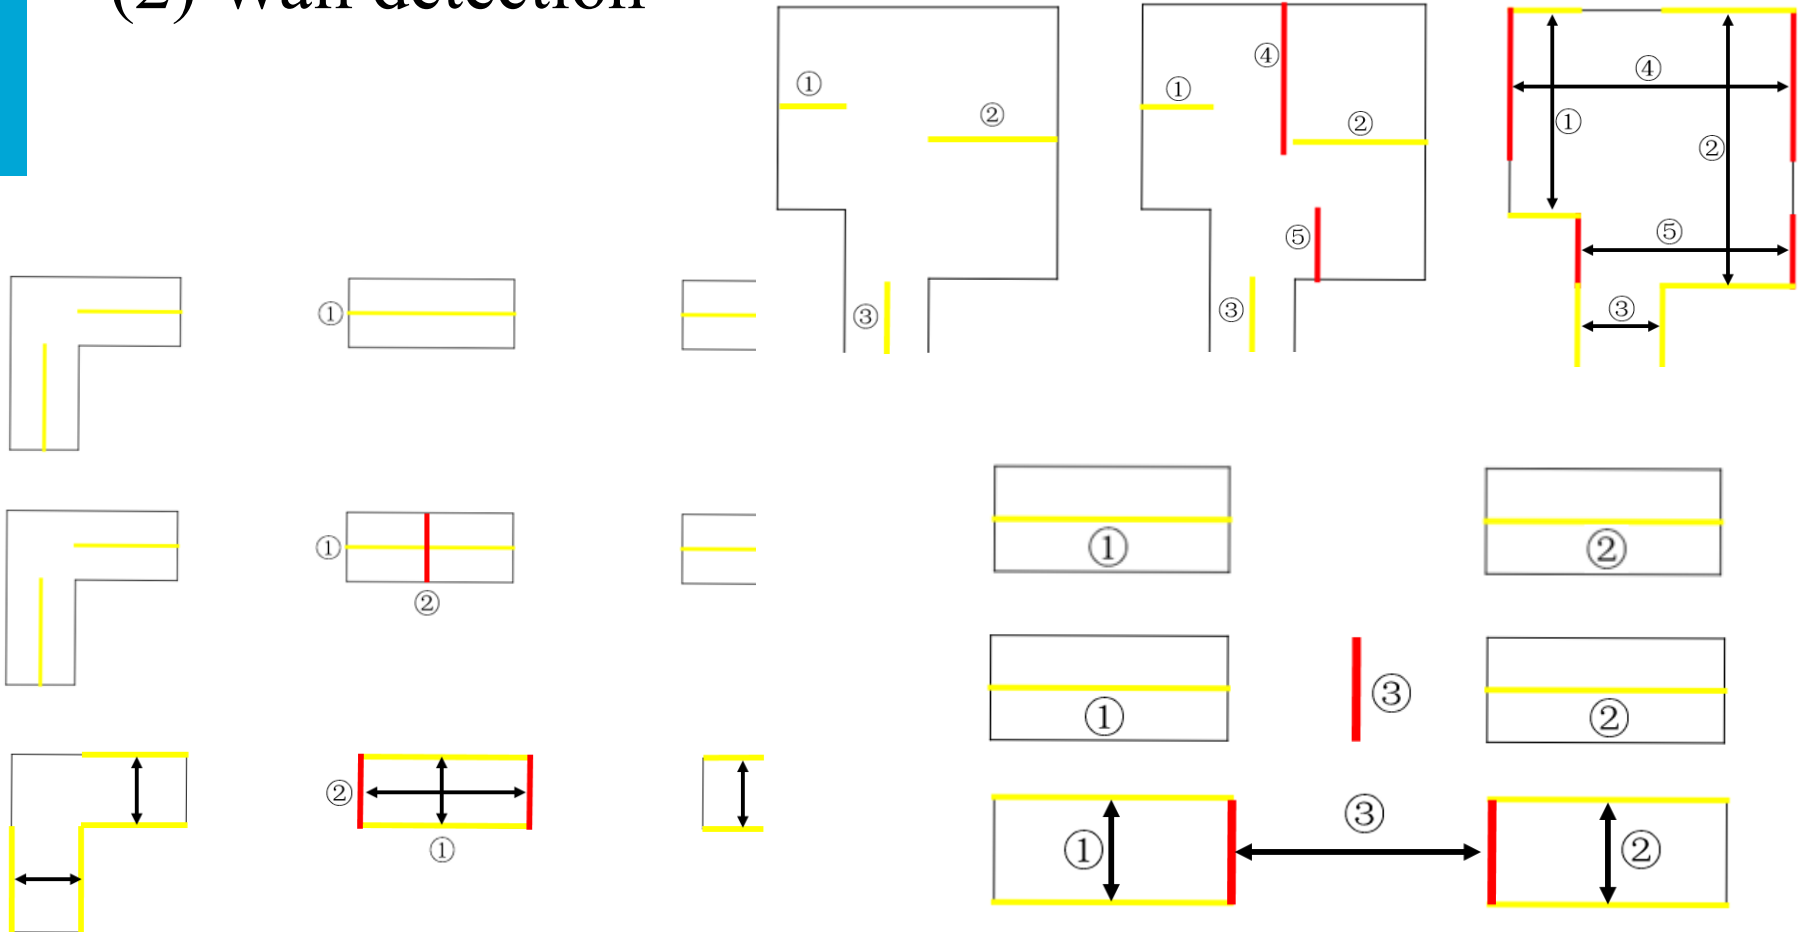 (2) Wall detection
① ② ③
④ ① ② ⑤ ③
④ ① ② ⑤ ③
①
① ②
② ①
① ②
① ③ ②
① ③ ②